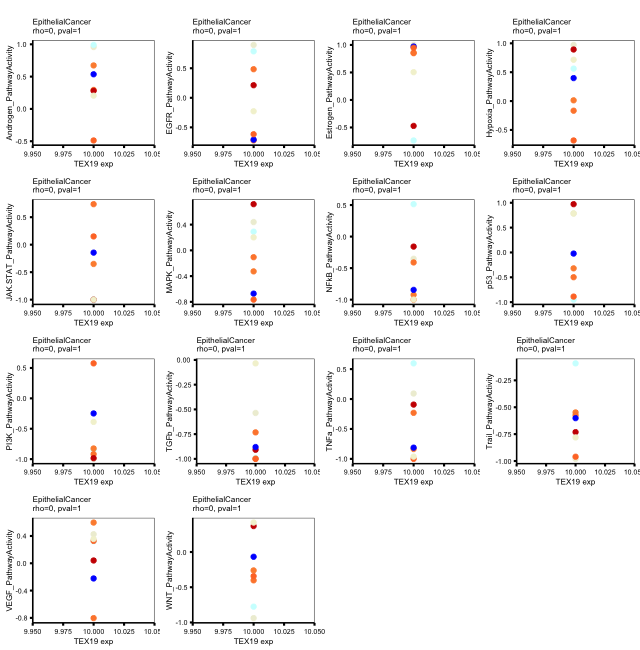 EpithelialCancer
rho=0, pval=1
Androgen_PathwayActivity
1.0
0.5
0.0
-0.5
9.950 9.975 10.000 10.025 10.05
TEX19 exp
EpithelialCancer
rho=0, pval=1
EGFR_PathwayActivity
0.5
0.0
-0.5
9.950 9.975 10.000 10.025 10.05
TEX19 exp
EpithelialCancer
rho=0, pval=1
Estrogen_PathwayActivity
1.0
0.5
0.0
-0.5
9.950 9.975 10.000 10.025 10.05
TEX19 exp
EpithelialCancer
rho=0, pval=1
Hypoxia_PathwayActivity
1.0
0.5
0.0
-0.5
9.950 9.975 10.000 10.025 10.050
TEX19 exp
EpithelialCancer
rho=0, pval=1
JAK.STAT_PathwayActivity
0.5
0.0
-0.5
-1.0
9.950 9.975 10.000 10.025 10.05
TEX19 exp
EpithelialCancer
rho=0, pval=1
MAPK_PathwayActivity
0.4
0.0
-0.4
-0.8
9.950 9.975 10.000 10.025 10.05
TEX19 exp
EpithelialCancer
rho=0, pval=1
NFkB_PathwayActivity
0.5
0.0
-0.5
-1.0
9.950 9.975 10.000 10.025 10.05
TEX19 exp
EpithelialCancer
rho=0, pval=1
p53_PathwayActivity
1.0
0.5
0.0
-0.5
-1.0
9.950 9.975 10.000 10.025 10.050
TEX19 exp
EpithelialCancer
rho=0, pval=1
PI3K_PathwayActivity
0.5
0.0
-0.5
-1.0
9.950 9.975 10.000 10.025 10.05
TEX19 exp
EpithelialCancer
rho=0, pval=1
TGFb_PathwayActivity
0.00
-0.25
-0.50
-0.75
-1.00
9.950 9.975 10.000 10.025 10.05
TEX19 exp
EpithelialCancer
rho=0, pval=1
TNFa_PathwayActivity
0.5
0.0
-0.5
-1.0
9.950 9.975 10.000 10.025 10.05
TEX19 exp
EpithelialCancer
rho=0, pval=1
Trail_PathwayActivity
-0.25
-0.50
-0.75
-1.00
9.950 9.975 10.000 10.025 10.05
TEX19 exp
EpithelialCancer
rho=0, pval=1
VEGF_PathwayActivity
0.4
0.0
-0.4
-0.8
9.950 9.975 10.000 10.025 10.05
TEX19 exp
EpithelialCancer
rho=0, pval=1
WNT_PathwayActivity
0.0
-0.5
-1.0
9.950 9.975 10.000 10.025 10.050
TEX19 exp